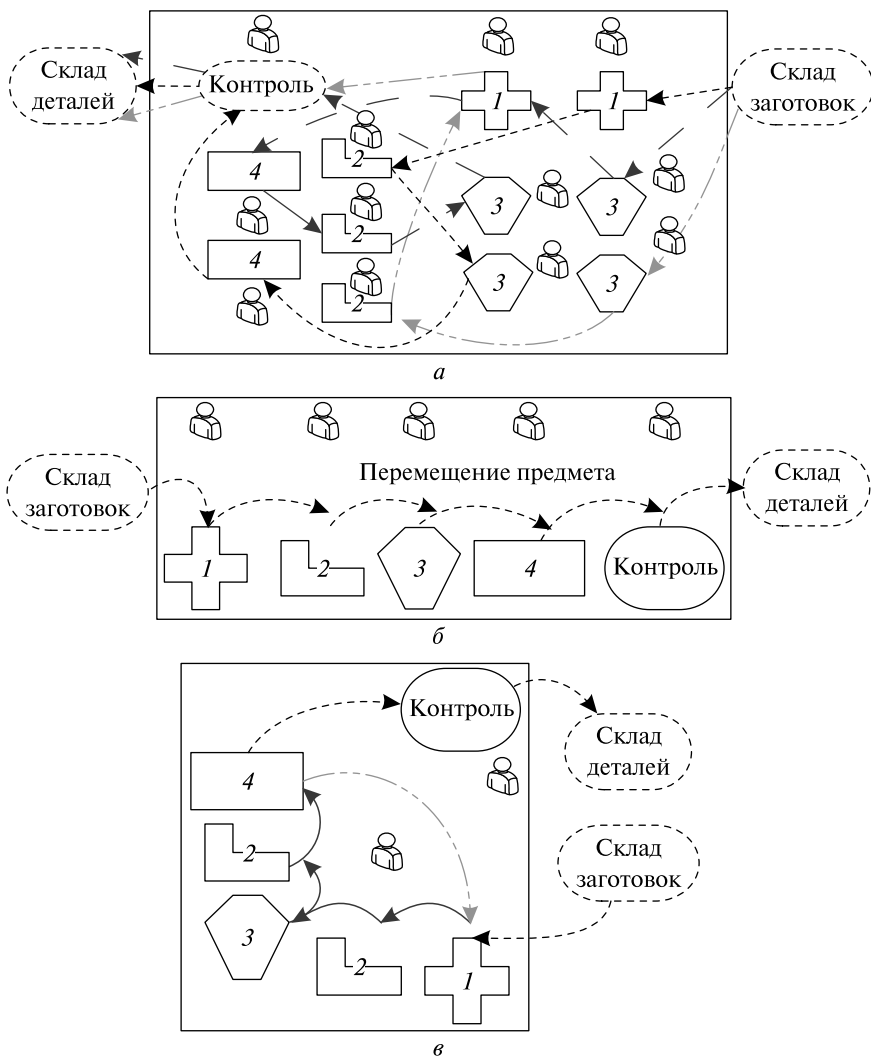 Склад
деталей
Контроль
1
1
Склад
заготовок
4
2
3
3
2
4
3
3
2
а
Склад
заготовок
Перемещение предмета
Склад
деталей
1
2
3
4
Контроль
б
Контроль
Склад
деталей
4
2
Склад
заготовок
3
2
1
в